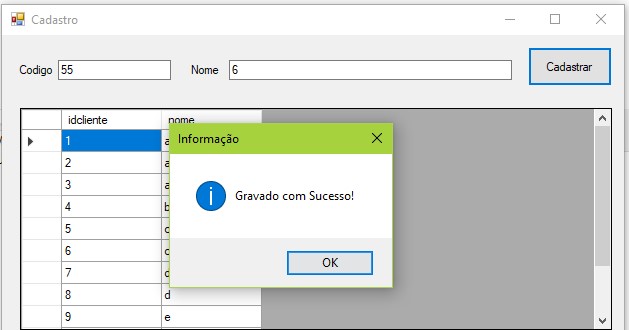 Cadastro
Codigo 55 Nome 6 Cadastrar
idcliente nome
Informação
1 a
2 a
3 a
Gravado com Sucesso!
4 b
5
6
OK
7 d
8 d
9 e